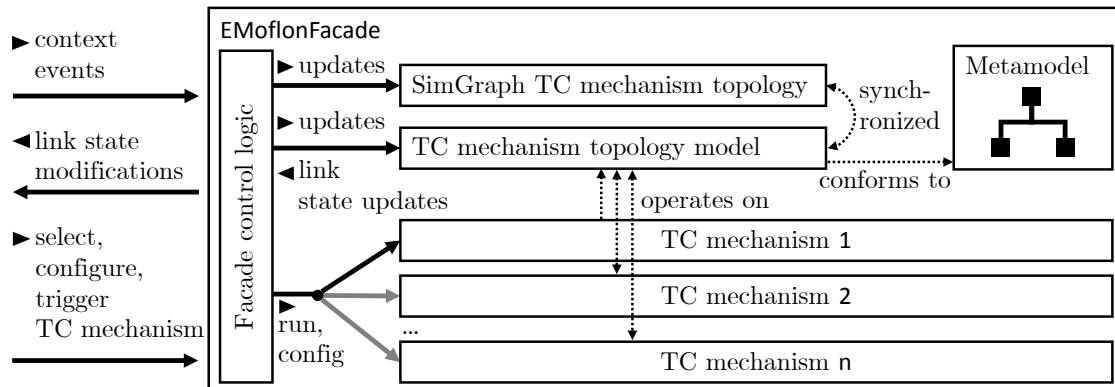 EMoflonFacade
context
events
link state
modifications
select,
configure,
trigger
TC mechanism
Facade control logic
updates
SimGraph TC mechanism topology
updates
TC mechanism topology model
synch-
ronized
Metamodel
conforms to
link
state updates
operates on
TC mechanism 1
TC mechanism 2
...
TC mechanism n
run,
config